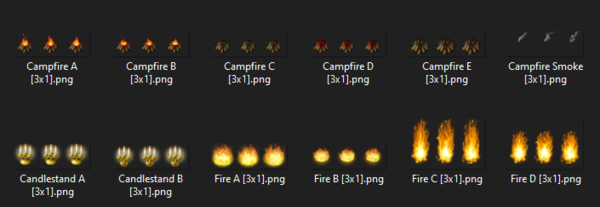 Campfire A
[3x1].png
Campfire B
[3x1].png
Campfire C
[3x1].png
Campfire D
[3x1].png
Campfire E
[3x1].png
Campfire Smoke
[3x1].png
Candlestand A
[3x1].png
Candlestand B
[3x1].png
Fire A [3x1].png
Fire B [3x1].png
Fire C [3x1].png
Fire D [3x1].png